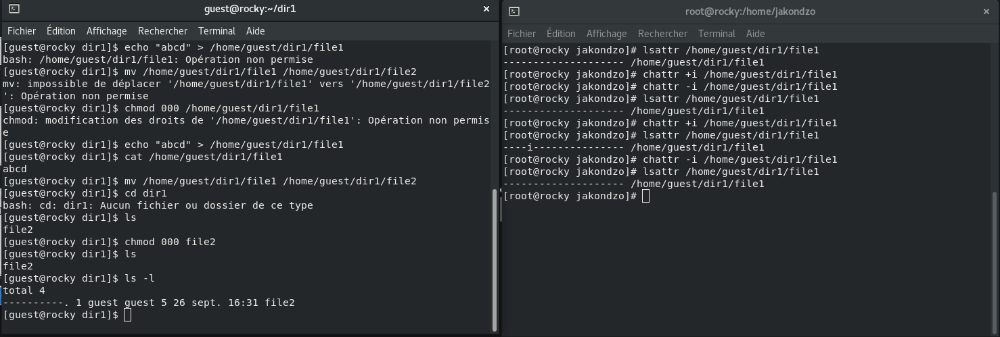 guest@rocky:~/dir1
Fichier Édition Affichage Rechercher Terminal Aide
[guest@rocky dir1]$ echo "abcd" > /home/guest/dir1/file1
bash: /home/guest/dir1/file1: Opération non permise
[guest@rocky dir1]$ mv /home/guest/dir1/file1 /home/guest/dir1/file2
mv: impossible de déplacer '/home/guest/dir1/file1' vers '/home/guest/dir1/file2
': Opération non permise
[guest@rocky dir1]$ chmod 000 /home/guest/dir1/file1
chmod: modification des droits de '/home/guest/dir1/file1': Opération non permis
e
[guest@rocky dir1]$ echo "abcd" > /home/guest/dir1/file1
[guest@rocky dir1]$ cat /home/guest/dir1/file1
abcd
[guest@rocky dir1]$ mv /home/guest/dir1/file1 /home/guest/dir1/file2
[guest@rocky dir1]$ cd dir1
bash: cd: dir1: Aucun fichier ou dossier de ce type
[guest@rocky dir1]$ ls
file2
[guest@rocky dir1]$ chmod 000 file2
[guest@rocky dir1]$ ls
file2
[guest@rocky dir1]$ ls -l
total 4
----------. 1 guest guest 5 26 sept. 16:31 file2
[guest@rocky dir1]$
root@rocky:/home/jakondzo
Fichier Édition Affichage Rechercher Terminal Aide
[root@rocky jakondzo]# lsattr /home/guest/dir1/file1
-------------------- /home/guest/dir1/file1
[root@rocky jakondzo]# chattr +i /home/guest/dir1/file1
[root@rocky jakondzo]# chattr -i /home/guest/dir1/file1
[root@rocky jakondzo]# lsattr /home/guest/dir1/file1
-------------------- /home/guest/dir1/file1
[root@rocky jakondzo]# chattr +i /home/guest/dir1/file1
[root@rocky jakondzo]# lsattr /home/guest/dir1/file1
----i--------------- /home/guest/dir1/file1
[root@rocky jakondzo]# chattr -i /home/guest/dir1/file1
[root@rocky jakondzo]# lsattr /home/guest/dir1/file1
-------------------- /home/guest/dir1/file1
[root@rocky jakondzo]#